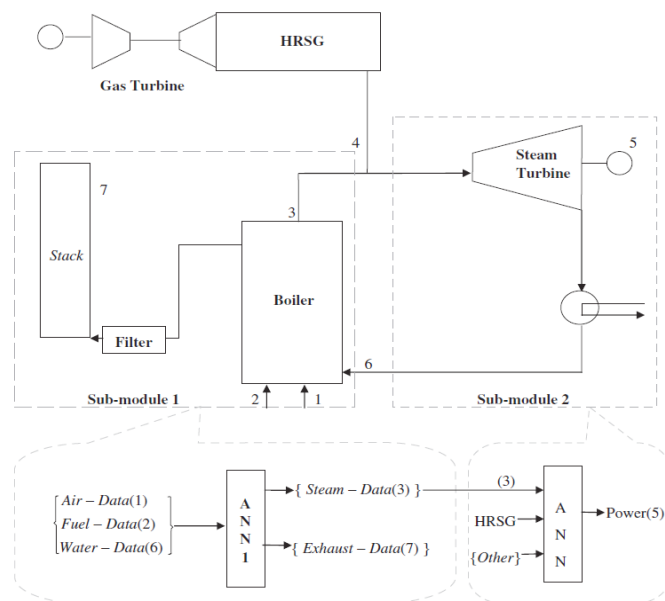 HRSG
Gas Turbine
4
5
Steam
Turbine
7
3
Stack
Boiler
Filter
6
2
1
Sub-module 1
Sub-module 2
Air – Data(1)
Fuel – Data(2)
Water – Data(6)
A
N
N
1
{ Steam – Data(3) }
{ Exhaust – Data(7) }
(3)
HRSG
{Other}
A
N
N
Power(5)